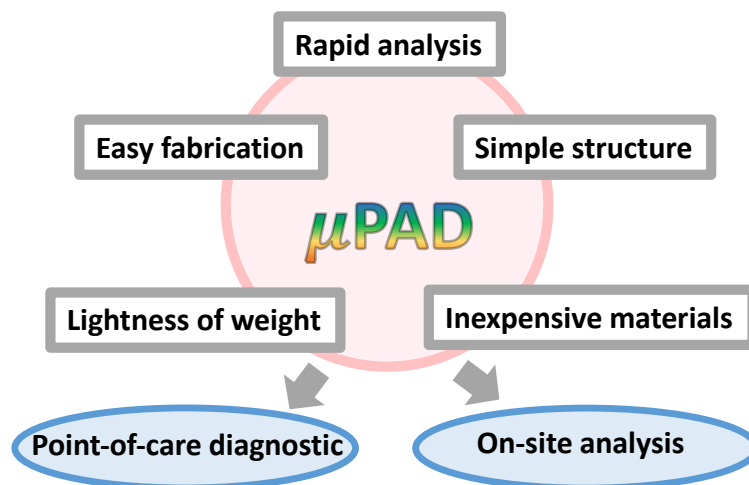 Rapid analysis
Easy fabrication
Simple structure
μPAD
Lightness of weight
Inexpensive materials
Point-of-care diagnostic
On-site analysis